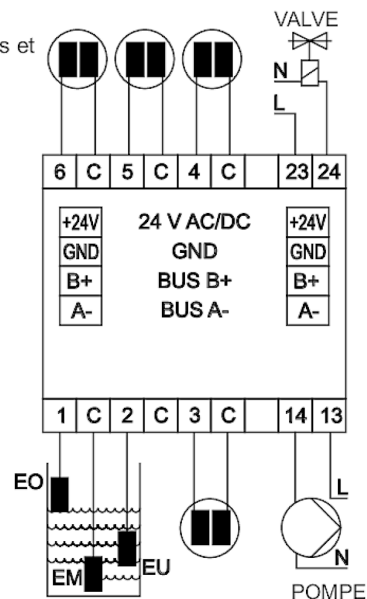 s et
VALVE
N
L
6 C 5 C 4 C 23 24
+24V 24 V AC/DC +24V
GND GND GND
B+ BUS B+ B+
A- BUS A- A-
1 C 2 C 3 C 14 13
EO
L
EM EU
N
POMPE